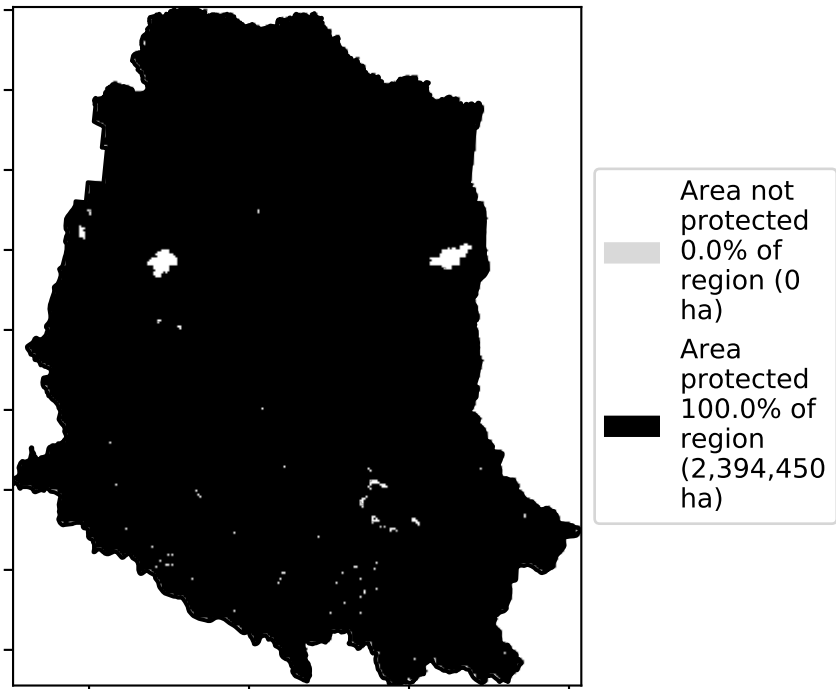 Area not
protected
0.0% of
region (0
ha)
Area
protected
100.0% of
region
(2,394,450
ha)